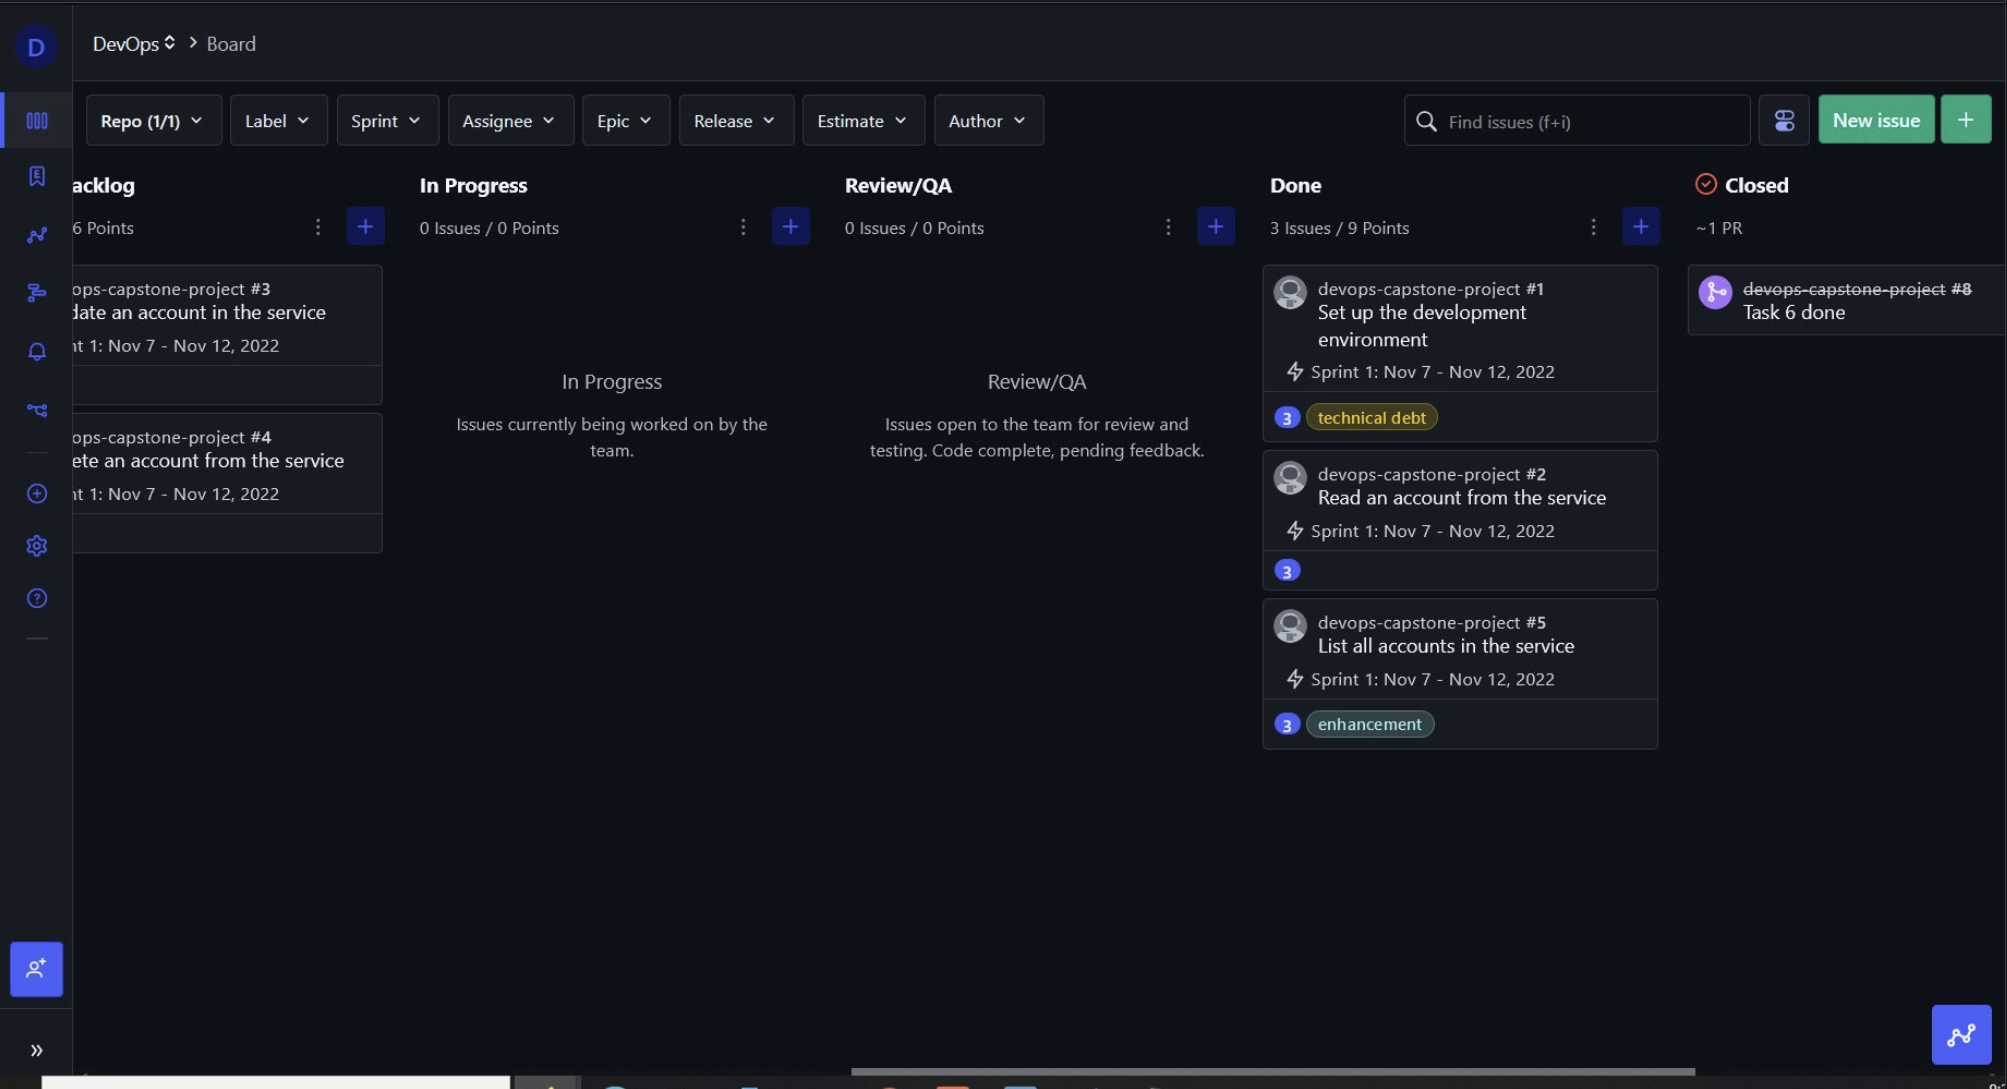 D
DevOps > Board
Repo (1/1)
Label
Sprint
Assignee
Epic
Release
Estimate
Author
Find issues (f+i)
New issue
+
acklog
6 Points
ops-capstone-project #3
date an account in the service
nt 1: Nov 7 - Nov 12, 2022
ops-capstone-project #4
ete an account from the service
nt 1: Nov 7 - Nov 12, 2022
In Progress
0 Issues / 0 Points
In Progress
Issues currently being worked on by the
team.
Review/QA
0 Issues / 0 Points
Review/QA
Issues open to the team for review and
testing. Code complete, pending feedback.
Done
3 Issues / 9 Points
devops-capstone-project #1
Set up the development
environment
Sprint 1: Nov 7 - Nov 12, 2022
3 technical debt
devops-capstone-project #2
Read an account from the service
Sprint 1: Nov 7 - Nov 12, 2022
3
devops-capstone-project #5
List all accounts in the service
Sprint 1: Nov 7 - Nov 12, 2022
3 enhancement
Closed
~1 PR
devops-capstone-project #8
Task 6 done